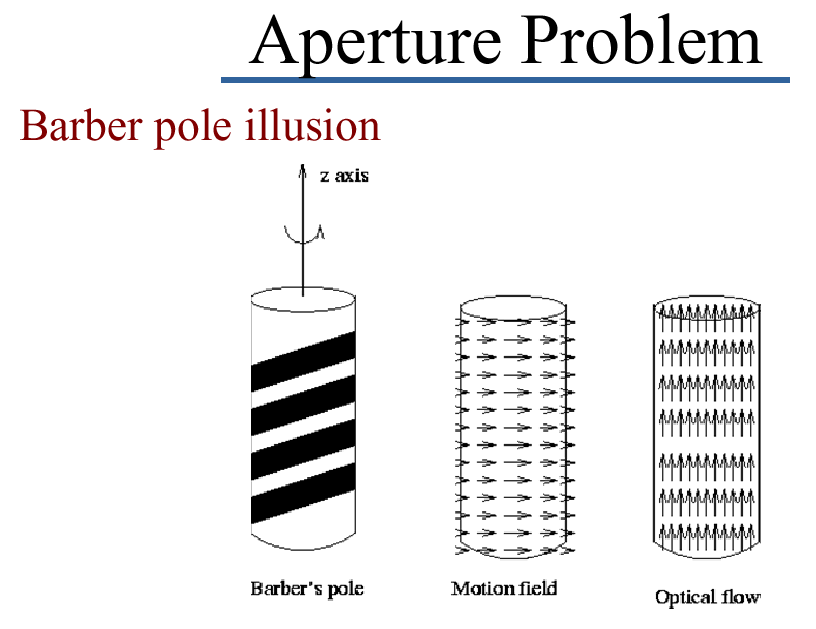 Aperture Problem
Barber pole illusion
z axis
Barber's pole
Motion field
Optical flow